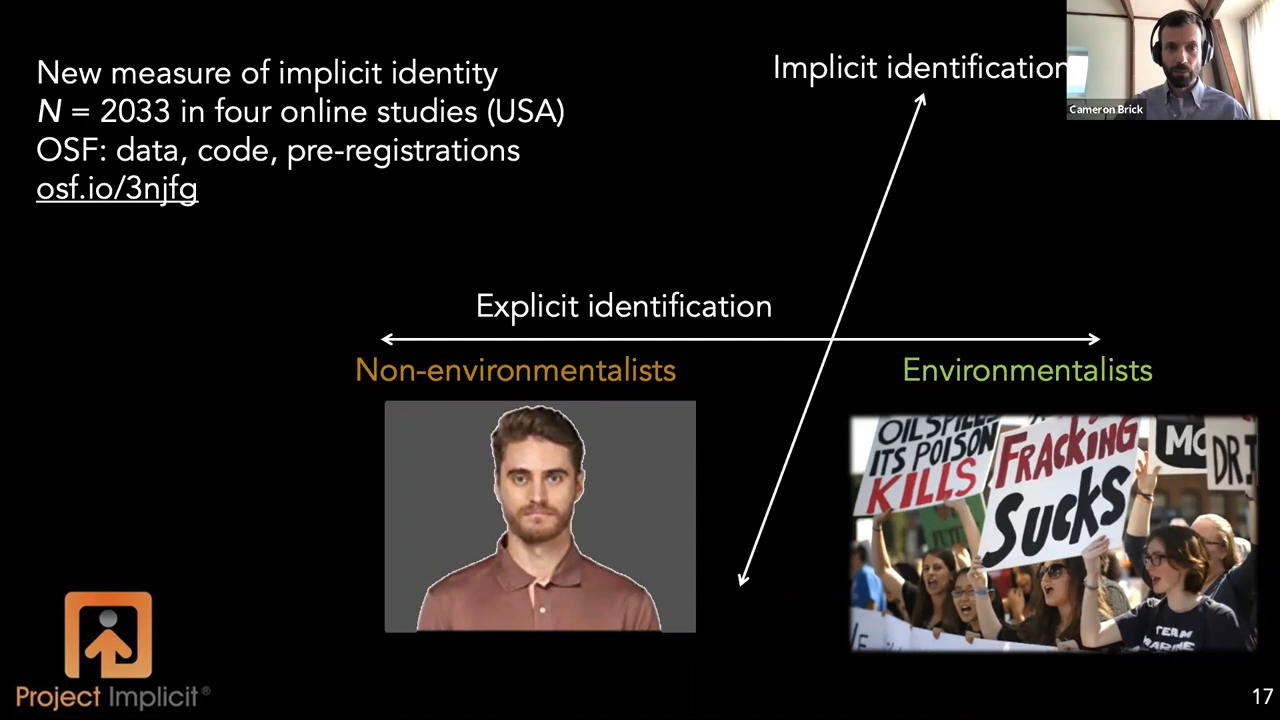 New measure of implicit identity
N = 2033 in four online studies (USA)
OSF: data, code, pre-registrations
osf.io/3njfg
Implicit identification
Cameron Brick
Explicit identification
Non-environmentalists
Environmentalists
OIL SPILLS
ITS POISON
KILLS
FRACKING
SUCKS
TEAM
Project Implicit®
17